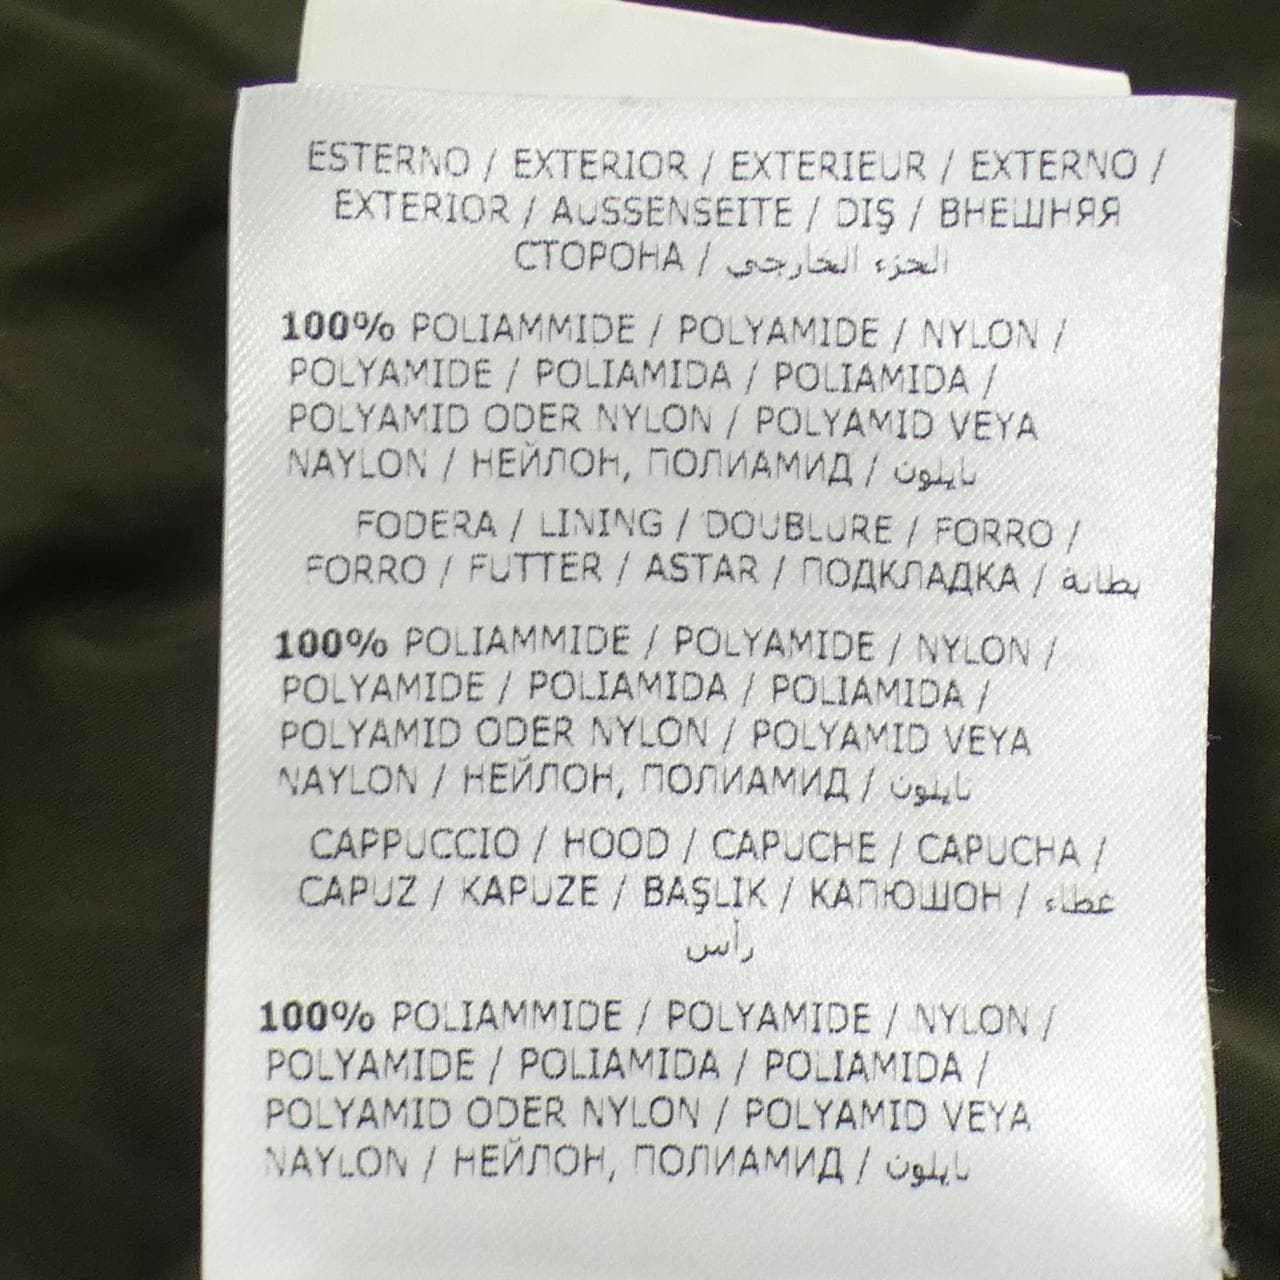 ESTERNO / EXTERIOR / EXTERIEUR / EXTERNO /
EXTERIOR / AUSSENSEITE / DIŞ / ВНЕШНЯЯ
СТОРОНА / الجزء الخارجي
100% POLIAMMIDE / POLYAMIDE / NYLON /
POLYAMIDE / POLIAMIDA / POLIAMIDA /
POLYAMID ODER NYLON / POLYAMID VEYA
NAYLON / НЕЙЛОН, ПОЛИАМИД / نايلون
FODERA / LINING / DOUBLURE / FORRO /
FORRO / FUTTER / ASTAR / ПОДКЛАДКА / بطانة
100% POLIAMMIDE / POLYAMIDE / NYLON /
POLYAMIDE / POLIAMIDA / POLIAMIDA /
POLYAMID ODER NYLON / POLYAMID VEYA
NAYLON / НЕЙЛОН, ПОЛИАМИД / نايلون
CAPPUCCIO / HOOD / CAPUCHE / CAPUCHA /
CAPUZ / KAPUZE / BAŞLIK / КАПЮШОН / غطاء
رأس
100% POLIAMMIDE / POLYAMIDE / NYLON /
POLYAMIDE / POLIAMIDA / POLIAMIDA /
POLYAMID ODER NYLON / POLYAMID VEYA
NAYLON / НЕЙЛОН, ПОЛИАМИД / نايلون